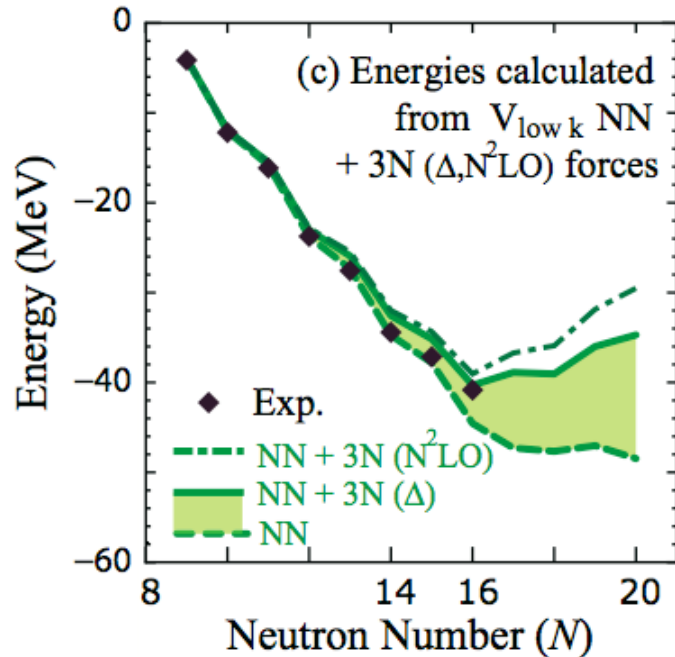 0
(c) Energies calculated
from V_low k NN
+ 3N (Δ,N²LO) forces
−20
Energy (MeV)
−40
Exp.
NN + 3N (N²LO)
NN + 3N (Δ)
NN
−60
8 14 16 20
Neutron Number (N)